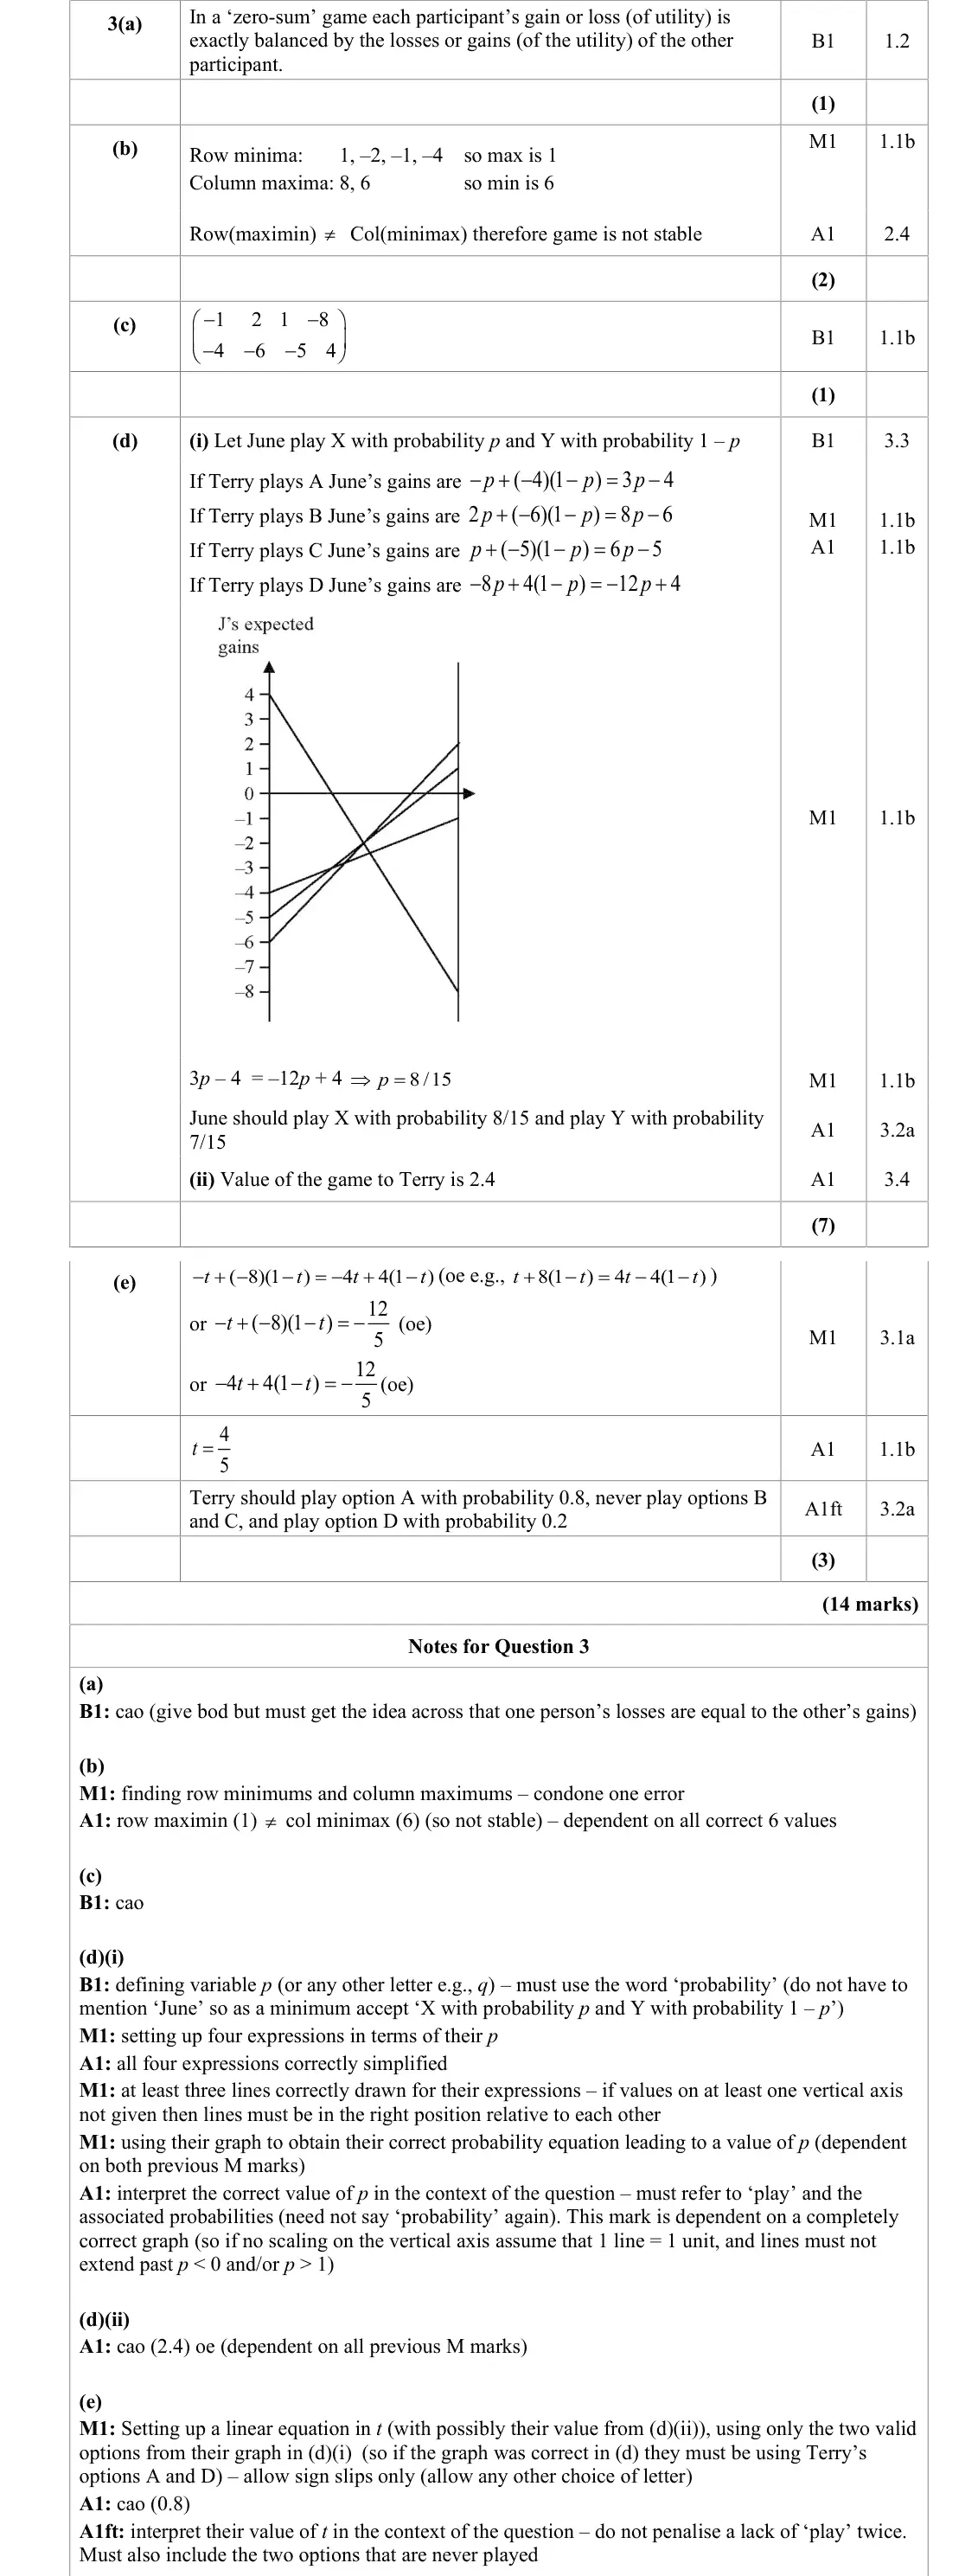 3(a)
In a ‘zero-sum’ game each participant’s gain or loss (of utility) is
exactly balanced by the losses or gains (of the utility) of the other
participant.
B1 1.2
(1)
(b)
Row minima: 1, –2, –1, –4 so max is 1
M1 1.1b
Column maxima: 8, 6 so min is 6
Row(maximin) ≠ Col(minimax) therefore game is not stable A1 2.4
(2)
(c)
−1 2 1 −8
−4 −6 −5 4
B1 1.1b
(1)
(d) (i) Let June play X with probability p and Y with probability 1 – p B1 3.3
If Terry plays A June’s gains are −p+(−4)(1−p)=3p−4
If Terry plays B June’s gains are 2p+(−6)(1−p)=8p−6 M1 1.1b
If Terry plays C June’s gains are p+(−5)(1−p)=6p−5 A1 1.1b
If Terry plays D June’s gains are −8p+4(1−p)=−12p+4
J’s expected
gains
4
3
2
1
0
–1
–2
–3
–4
–5
–6
–7
–8
M1 1.1b
3p – 4 = –12p + 4 ⇒ p = 8/15 M1 1.1b
June should play X with probability 8/15 and play Y with probability
7/15
A1 3.2a
(ii) Value of the game to Terry is 2.4 A1 3.4
(7)
(e)
−t+(−8)(1−t)=−4t+4(1−t) (oe e.g., t+8(1−t)=4t−4(1−t))
or −t+(−8)(1−t)=−12/5 (oe)
M1 3.1a
or −4t+4(1−t)=−12/5 (oe)
t=4/5 A1 1.1b
Terry should play option A with probability 0.8, never play options B
and C, and play option D with probability 0.2
A1ft 3.2a
(3)
(14 marks)
Notes for Question 3
(a)
B1: cao (give bod but must get the idea across that one person’s losses are equal to the other’s gains)
(b)
M1: finding row minimums and column maximums – condone one error
A1: row maximin (1) ≠ col minimax (6) (so not stable) – dependent on all correct 6 values
(c)
B1: cao
(d)(i)
B1: defining variable p (or any other letter e.g., q) – must use the word ‘probability’ (do not have to
mention ‘June’ so as a minimum accept ‘X with probability p and Y with probability 1 – p’)
M1: setting up four expressions in terms of their p
A1: all four expressions correctly simplified
M1: at least three lines correctly drawn for their expressions – if values on at least one vertical axis
not given then lines must be in the right position relative to each other
M1: using their graph to obtain their correct probability equation leading to a value of p (dependent
on both previous M marks)
A1: interpret the correct value of p in the context of the question – must refer to ‘play’ and the
associated probabilities (need not say ‘probability’ again). This mark is dependent on a completely
correct graph (so if no scaling on the vertical axis assume that 1 line = 1 unit, and lines must not
extend past p < 0 and/or p > 1)
(d)(ii)
A1: cao (2.4) oe (dependent on all previous M marks)
(e)
M1: Setting up a linear equation in t (with possibly their value from (d)(ii)), using only the two valid
options from their graph in (d)(i) (so if the graph was correct in (d) they must be using Terry’s
options A and D) – allow sign slips only (allow any other choice of letter)
A1: cao (0.8)
A1ft: interpret their value of t in the context of the question – do not penalise a lack of ‘play’ twice.
Must also include the two options that are never played